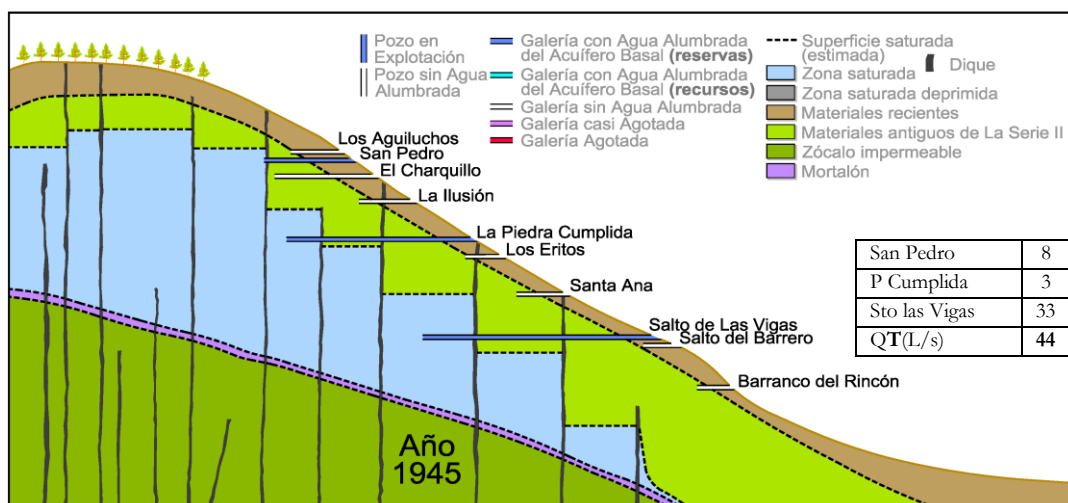 Pozo en
Explotación
Pozo sin Agua
Alumbrada
Galería con Agua Alumbrada
del Acuífero Basal (reservas)
Galería con Agua Alumbrada
del Acuífero Basal (recursos)
Galería sin Agua Alumbrada
Galería casi Agotada
Galería Agotada
Superficie saturada
(estimada)
Dique
Zona saturada
Zona saturada deprimida
Materiales recientes
Materiales antiguos de La Serie II
Zócalo impermeable
Mortalón
Los Aguiluchos
San Pedro
El Charquillo
La Ilusión
La Piedra Cumplida
Los Eritos
Santa Ana
Salto de Las Vigas
Salto del Barrero
Barranco del Rincón
San Pedro 8
P Cumplida 3
Sto las Vigas 33
QT(L/s) 44
Año
1945